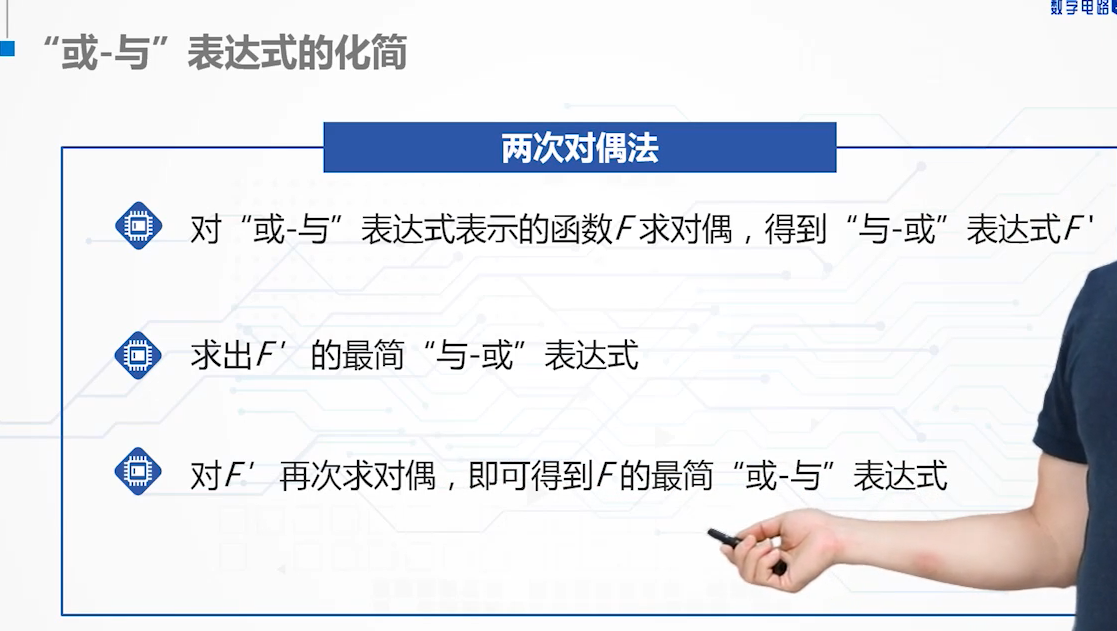 数字电路
“或-与”表达式的化简
两次对偶法
对“或-与”表达式表示的函数F求对偶，得到“与-或”表达式F'
求出F'的最简“与-或”表达式
对F'再次求对偶，即可得到F的最简“或-与”表达式